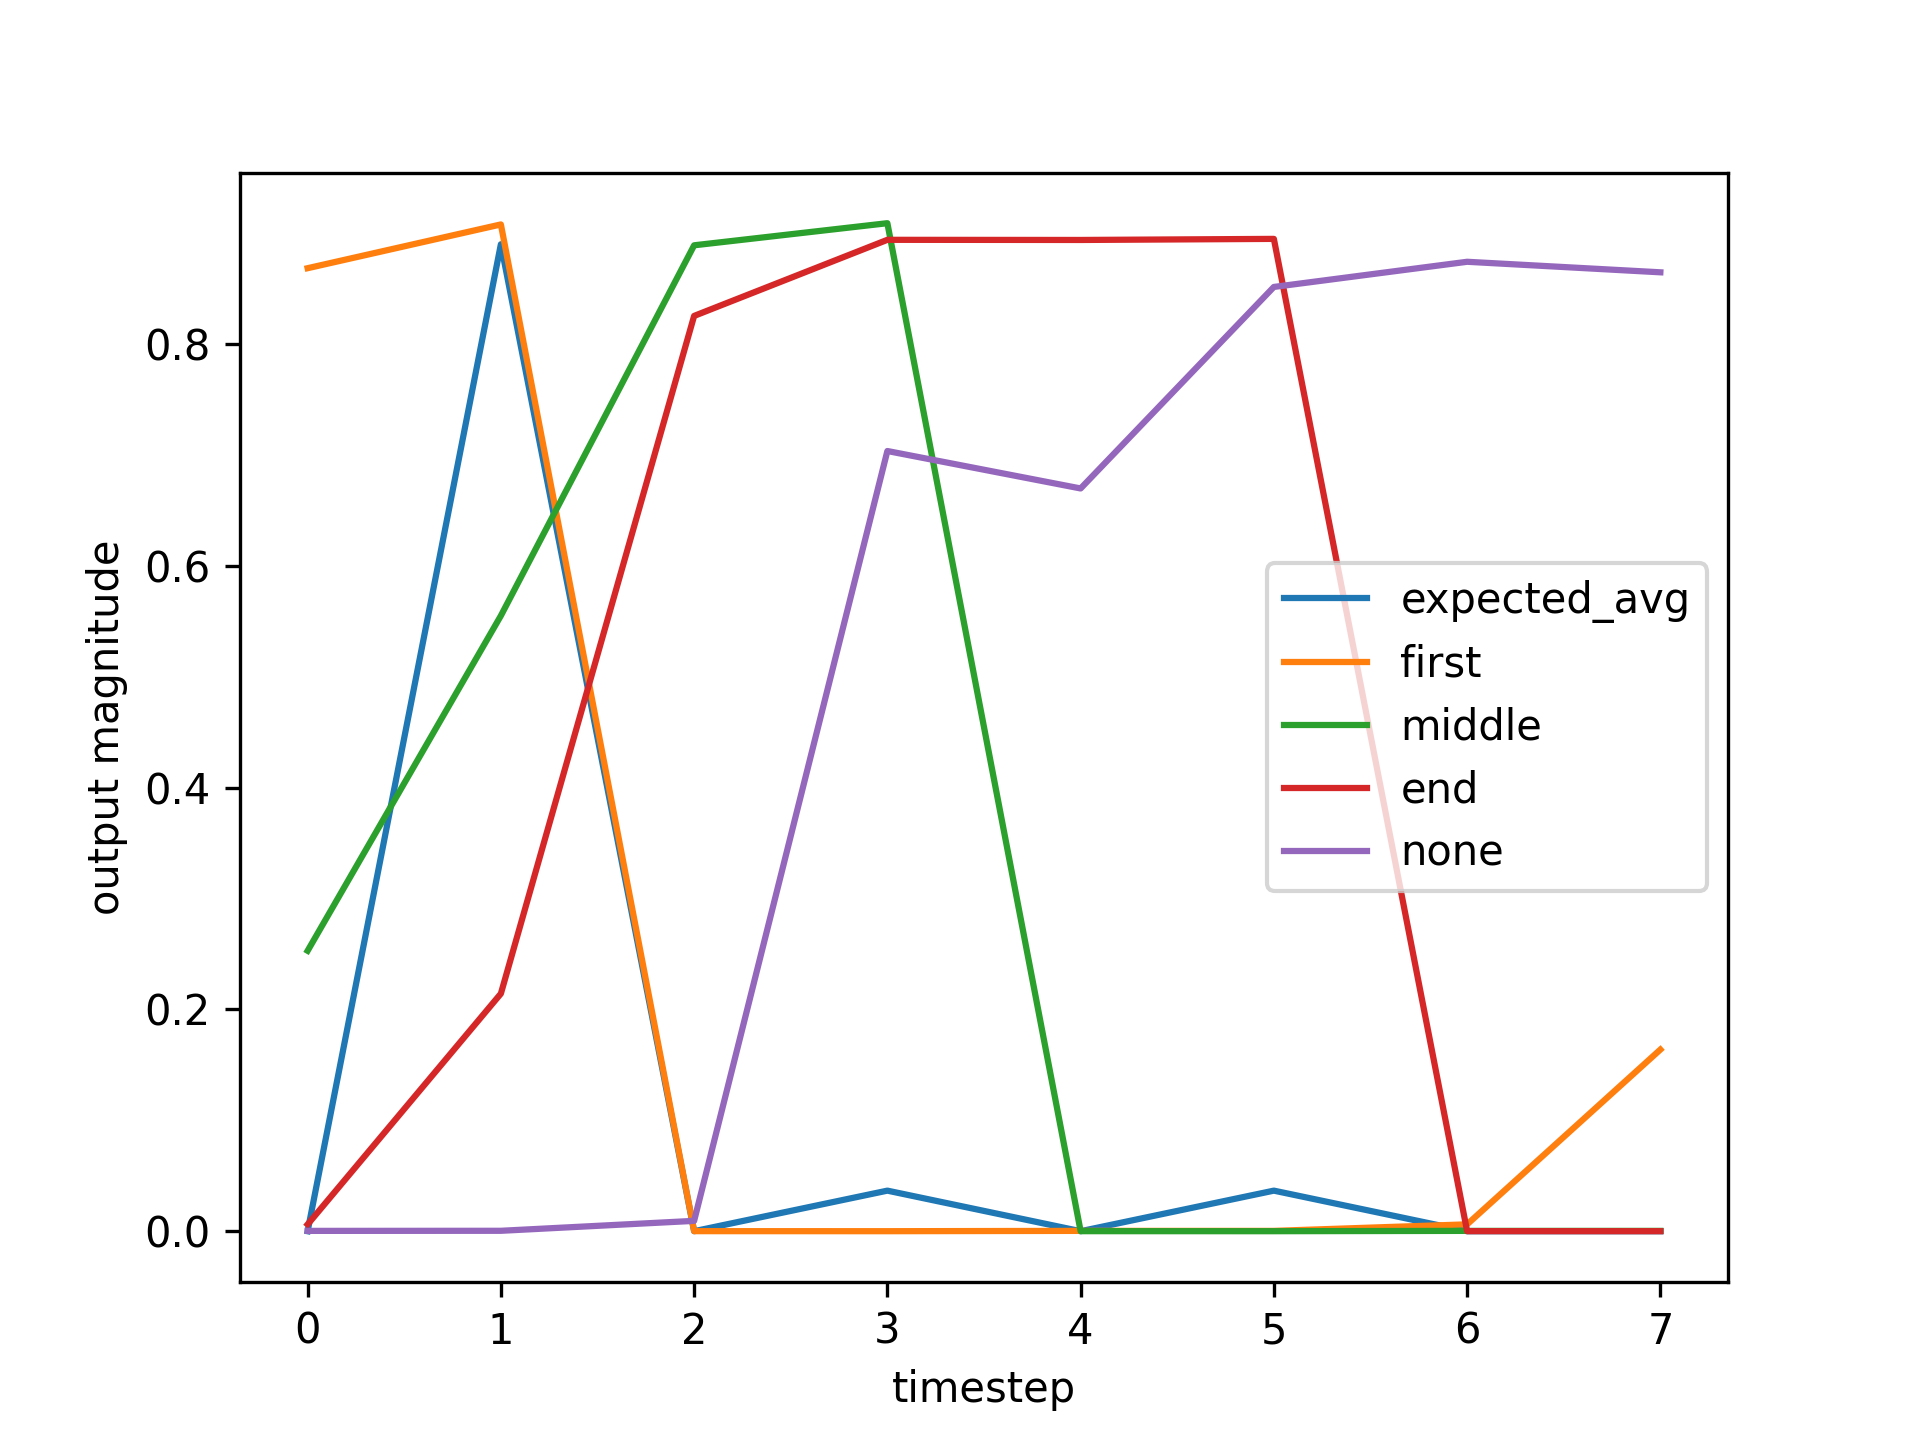 output magnitude
0.8
0.6
0.4
0.2
0.0
expected_avg
first
middle
end
none
0 1 2 3 4 5 6 7
timestep